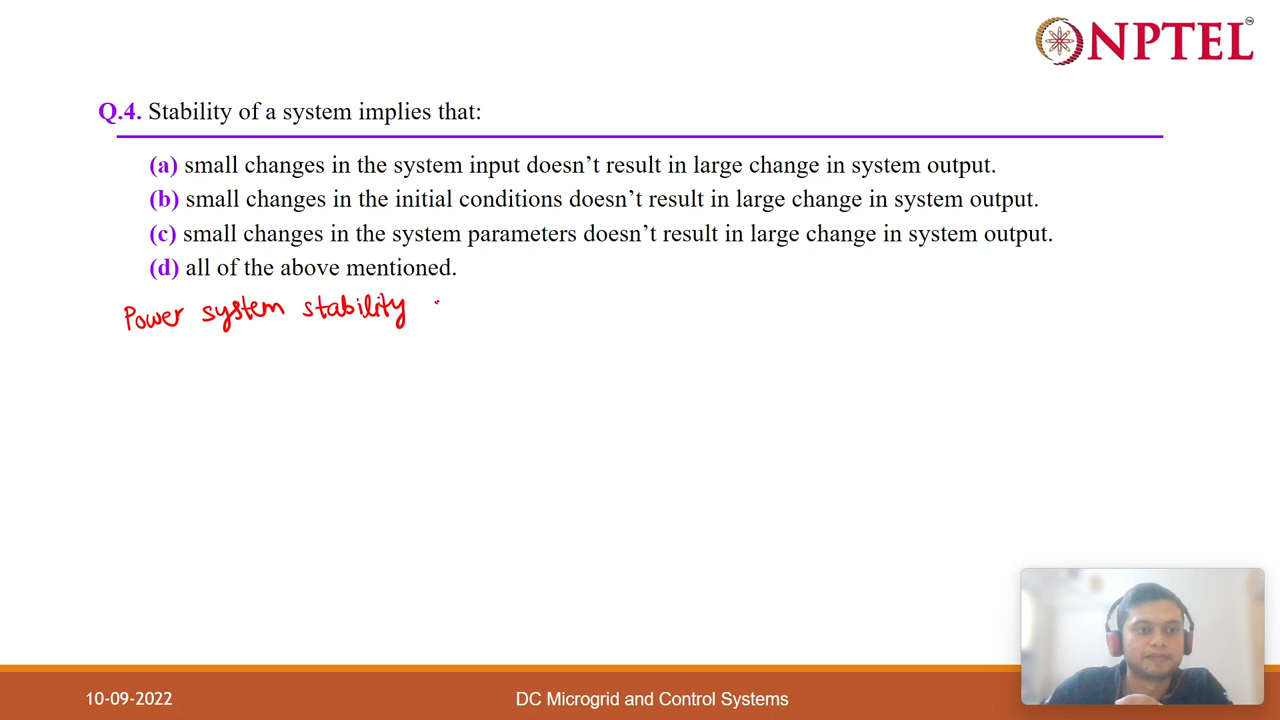 NPTEL
Q.4. Stability of a system implies that:
(a) small changes in the system input doesn’t result in large change in system output.
(b) small changes in the initial conditions doesn’t result in large change in system output.
(c) small changes in the system parameters doesn’t result in large change in system output.
(d) all of the above mentioned.
Power system stability
10-09-2022
DC Microgrid and Control Systems